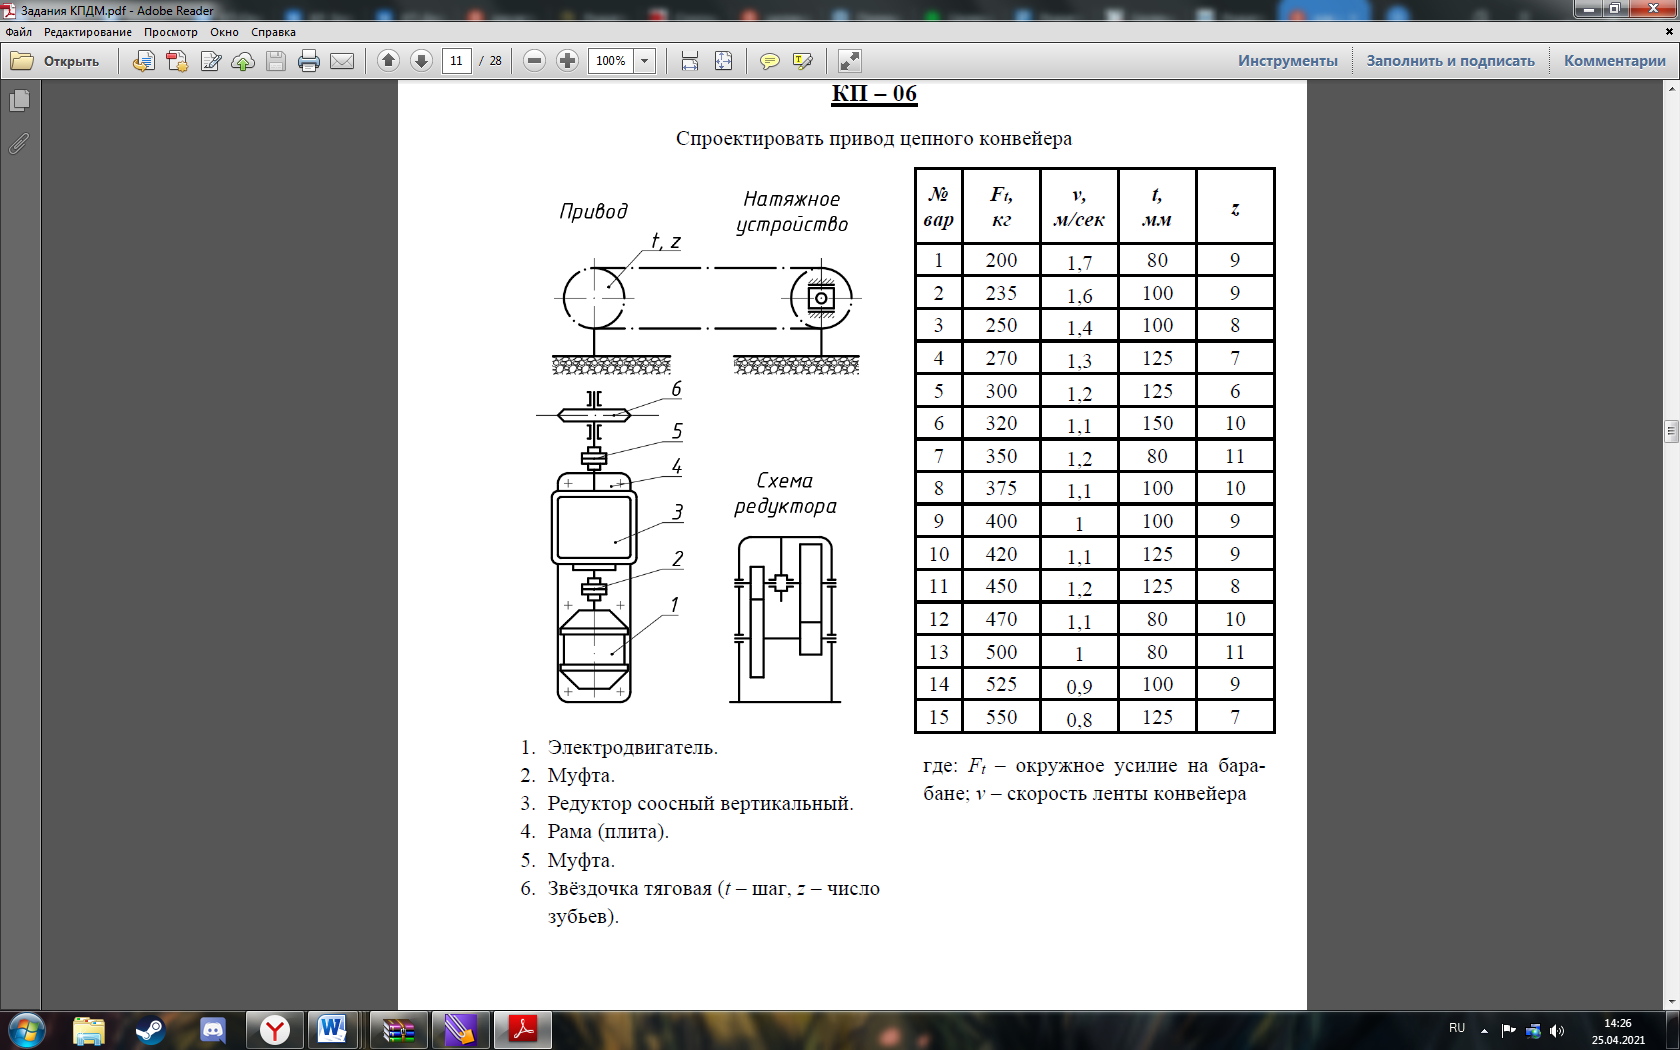 Задания КПДМ.pdf - Adobe Reader
Файл Редактирование Просмотр Окно Справка
Открыть
11 / 28
100%
Инструменты
Заполнить и подписать
Комментарии
КП – 06
Спроектировать привод цепного конвейера
Привод
Натяжное
устройство
t, z
6
5
4
3
2
1
Схема
редуктора
№ вар Ft, кг v, м/сек t, мм z
1 200 1,7 80 9
2 235 1,6 100 9
3 250 1,4 100 8
4 270 1,3 125 7
5 300 1,2 125 6
6 320 1,1 150 10
7 350 1,2 80 11
8 375 1,1 100 10
9 400 1 100 9
10 420 1,1 125 9
11 450 1,2 125 8
12 470 1,1 80 10
13 500 1 80 11
14 525 0,9 100 9
15 550 0,8 125 7
1. Электродвигатель.
2. Муфта.
3. Редуктор соосный вертикальный.
4. Рама (плита).
5. Муфта.
6. Звёздочка тяговая (t – шаг, z – число
зубьев).
где: Ft – окружное усилие на бара-
бане; v – скорость ленты конвейера
RU
14:26
25.04.2021